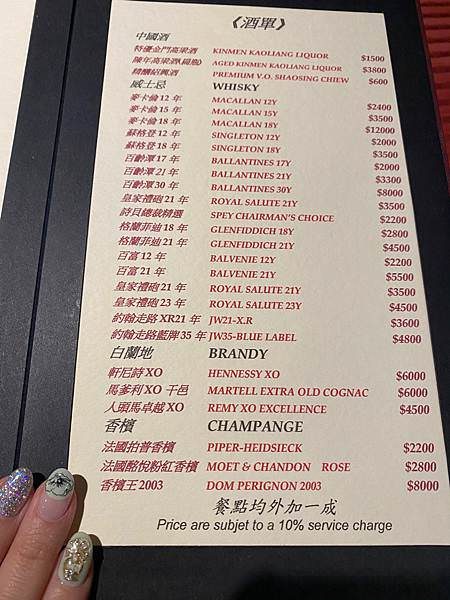 《酒單》
中國酒
特優金門高粱酒 KINMEN KAOLIANG LIQUOR $1500
陳年高粱酒(扁瓶) AGED KINMEN KAOLIANG LIQUOR $3800
精釀紹興酒 PREMIUM V.O. SHAOSING CHIEW $600
威士忌 WHISKY
麥卡倫 12 年 MACALLAN 12Y $2400
麥卡倫 15 年 MACALLAN 15Y $3500
麥卡倫 18 年 MACALLAN 18Y $12000
蘇格登 12 年 SINGLETON 12Y $2000
蘇格登 18 年 SINGLETON 18Y $3500
百齡潭 17 年 BALLANTINES 17Y $2000
百齡潭 21 年 BALLANTINES 21Y $3300
百齡潭 30 年 BALLANTINES 30Y $8000
皇家禮砲 21 年 ROYAL SALUTE 21Y $3500
詩貝總裁精選 SPEY CHAIRMAN'S CHOICE $2200
格蘭菲迪 18 年 GLENFIDDICH 18Y $2800
格蘭菲迪 21 年 GLENFIDDICH 21Y $4500
百富 12 年 BALVENIE 12Y $2200
百富 21 年 BALVENIE 21Y $5500
皇家禮砲 21 年 ROYAL SALUTE 21Y $3500
皇家禮砲 23 年 ROYAL SALUTE 23Y $4500
約翰走路 XR21 年 JW21-X.R $3600
約翰走路藍牌 35 年 JW35-BLUE LABEL $4800
白蘭地 BRANDY
軒尼詩 XO HENNESSY XO $6000
馬爹利 XO 干邑 MARTELL EXTRA OLD COGNAC $6000
人頭馬卓越 XO REMY XO EXCELLENCE $4500
香檳 CHAMPANGE
法國拍普香檳 PIPER-HEIDSIECK $2200
法國酩悅粉紅香檳 MOET & CHANDON ROSE $2800
香檳王 2003 DOM PERIGNON 2003 $8000
餐點均外加一成
Price are subjet to a 10% service charge